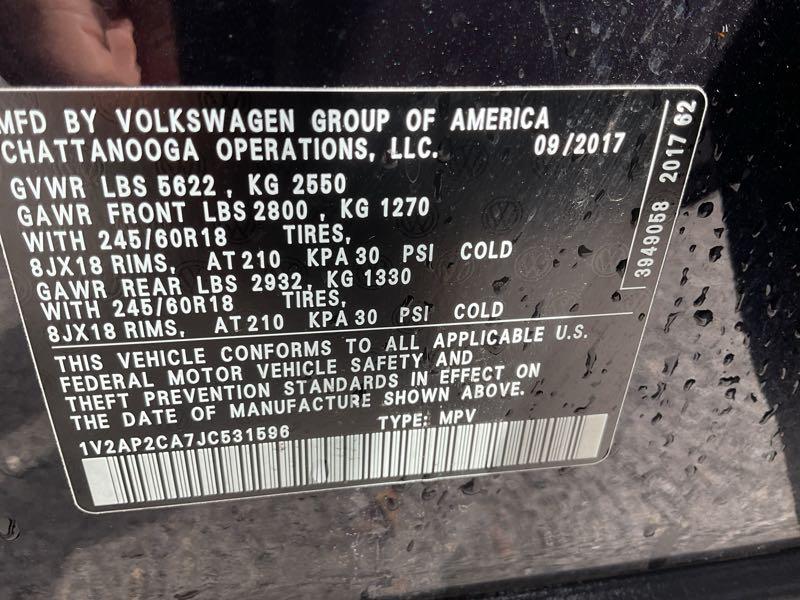 MFD BY VOLKSWAGEN GROUP OF AMERICA
CHATTANOOGA OPERATIONS, LLC. 09/2017
GVWR LBS 5622 , KG 2550
GAWR FRONT LBS 2800 , KG 1270
WITH 245/60R18 TIRES,
8JX18 RIMS, AT 210 KPA 30 PSI COLD
GAWR REAR LBS 2932, KG 1330
WITH 245/60R18 TIRES,
8JX18 RIMS, AT 210 KPA 30 PSI COLD
THIS VEHICLE CONFORMS TO ALL APPLICABLE U.S.
FEDERAL MOTOR VEHICLE SAFETY AND
THEFT PREVENTION STANDARDS IN EFFECT ON
THE DATE OF MANUFACTURE SHOWN ABOVE.
1V2AP2CA7JC531596 TYPE: MPV
3949058 2017 62